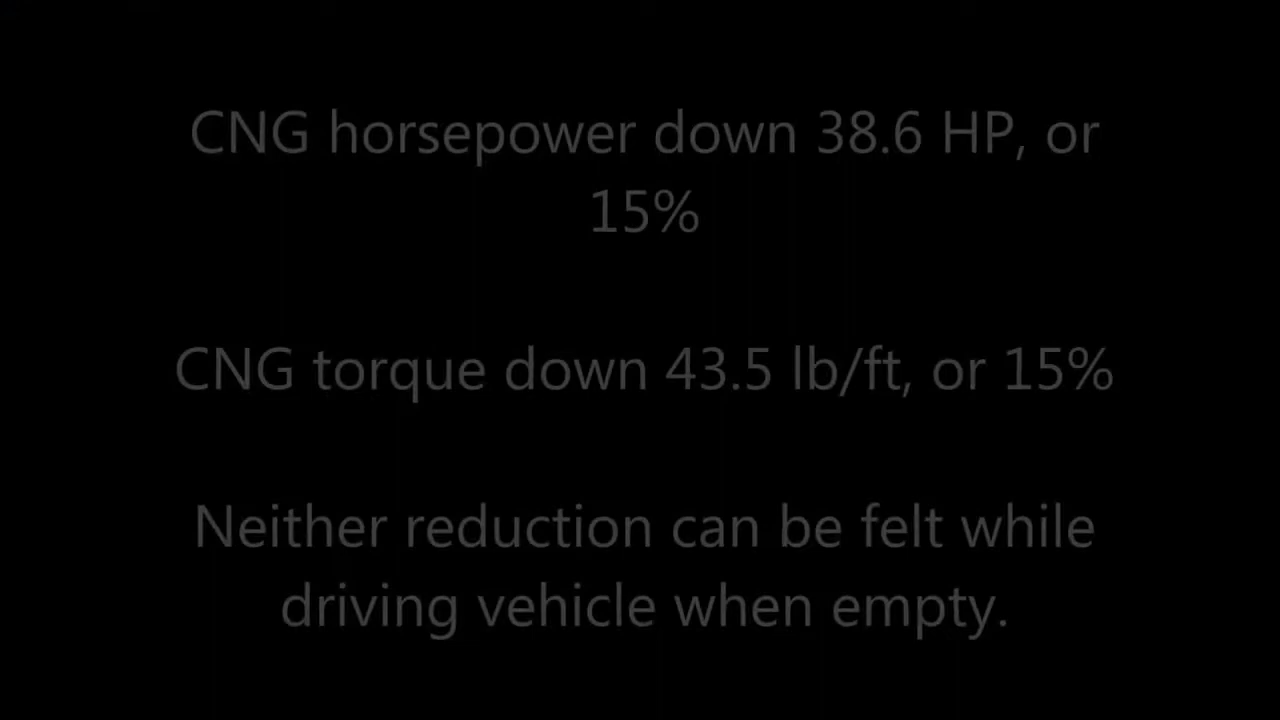 CNG horsepower down 38.6 HP, or
15%
CNG torque down 43.5 lb/ft, or 15%
Neither reduction can be felt while
driving vehicle when empty.